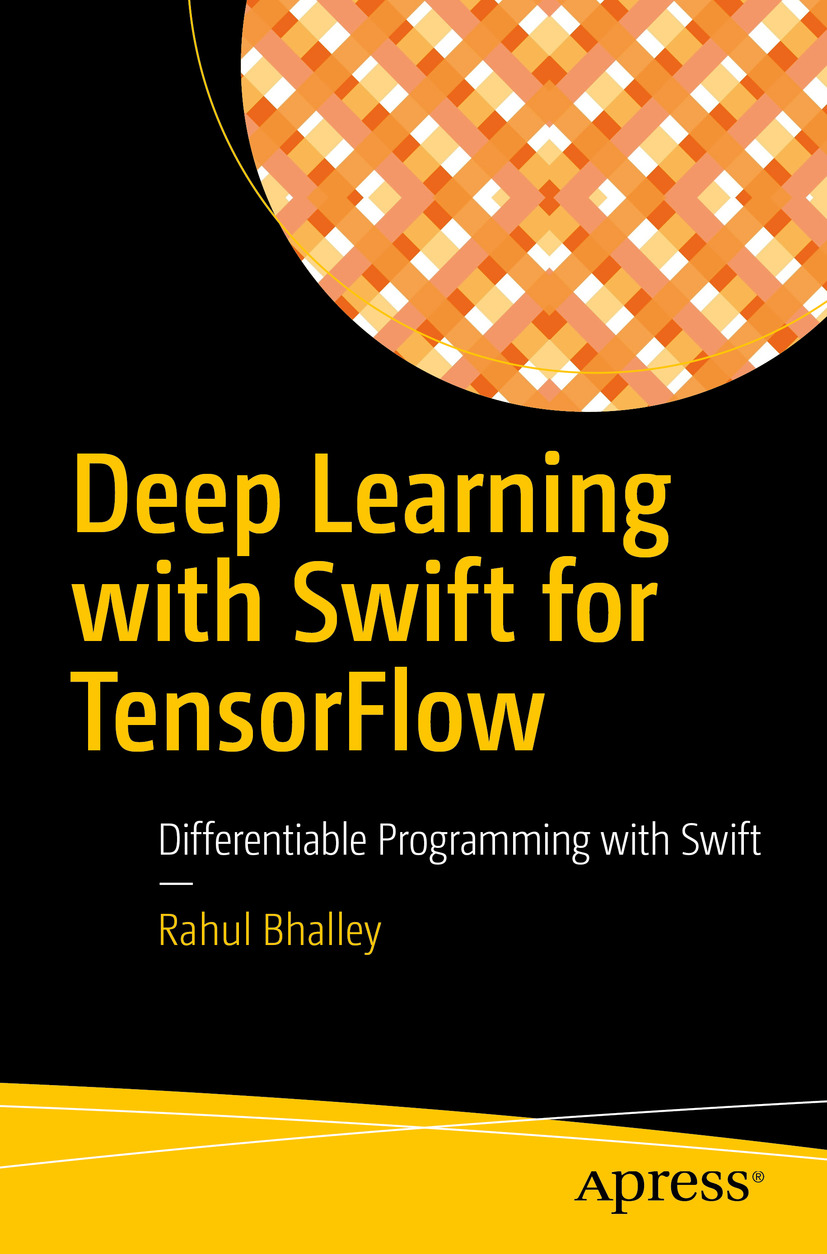 Deep Learning
with Swift for
TensorFlow
Differentiable Programming with Swift
—
Rahul Bhalley
Apress®